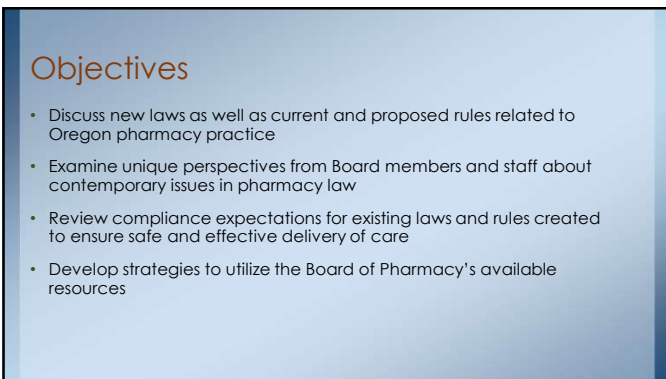 Objectives
• Discuss new laws as well as current and proposed rules related to
Oregon pharmacy practice
• Examine unique perspectives from Board members and staff about
contemporary issues in pharmacy law
• Review compliance expectations for existing laws and rules created
to ensure safe and effective delivery of care
• Develop strategies to utilize the Board of Pharmacy's available
resources